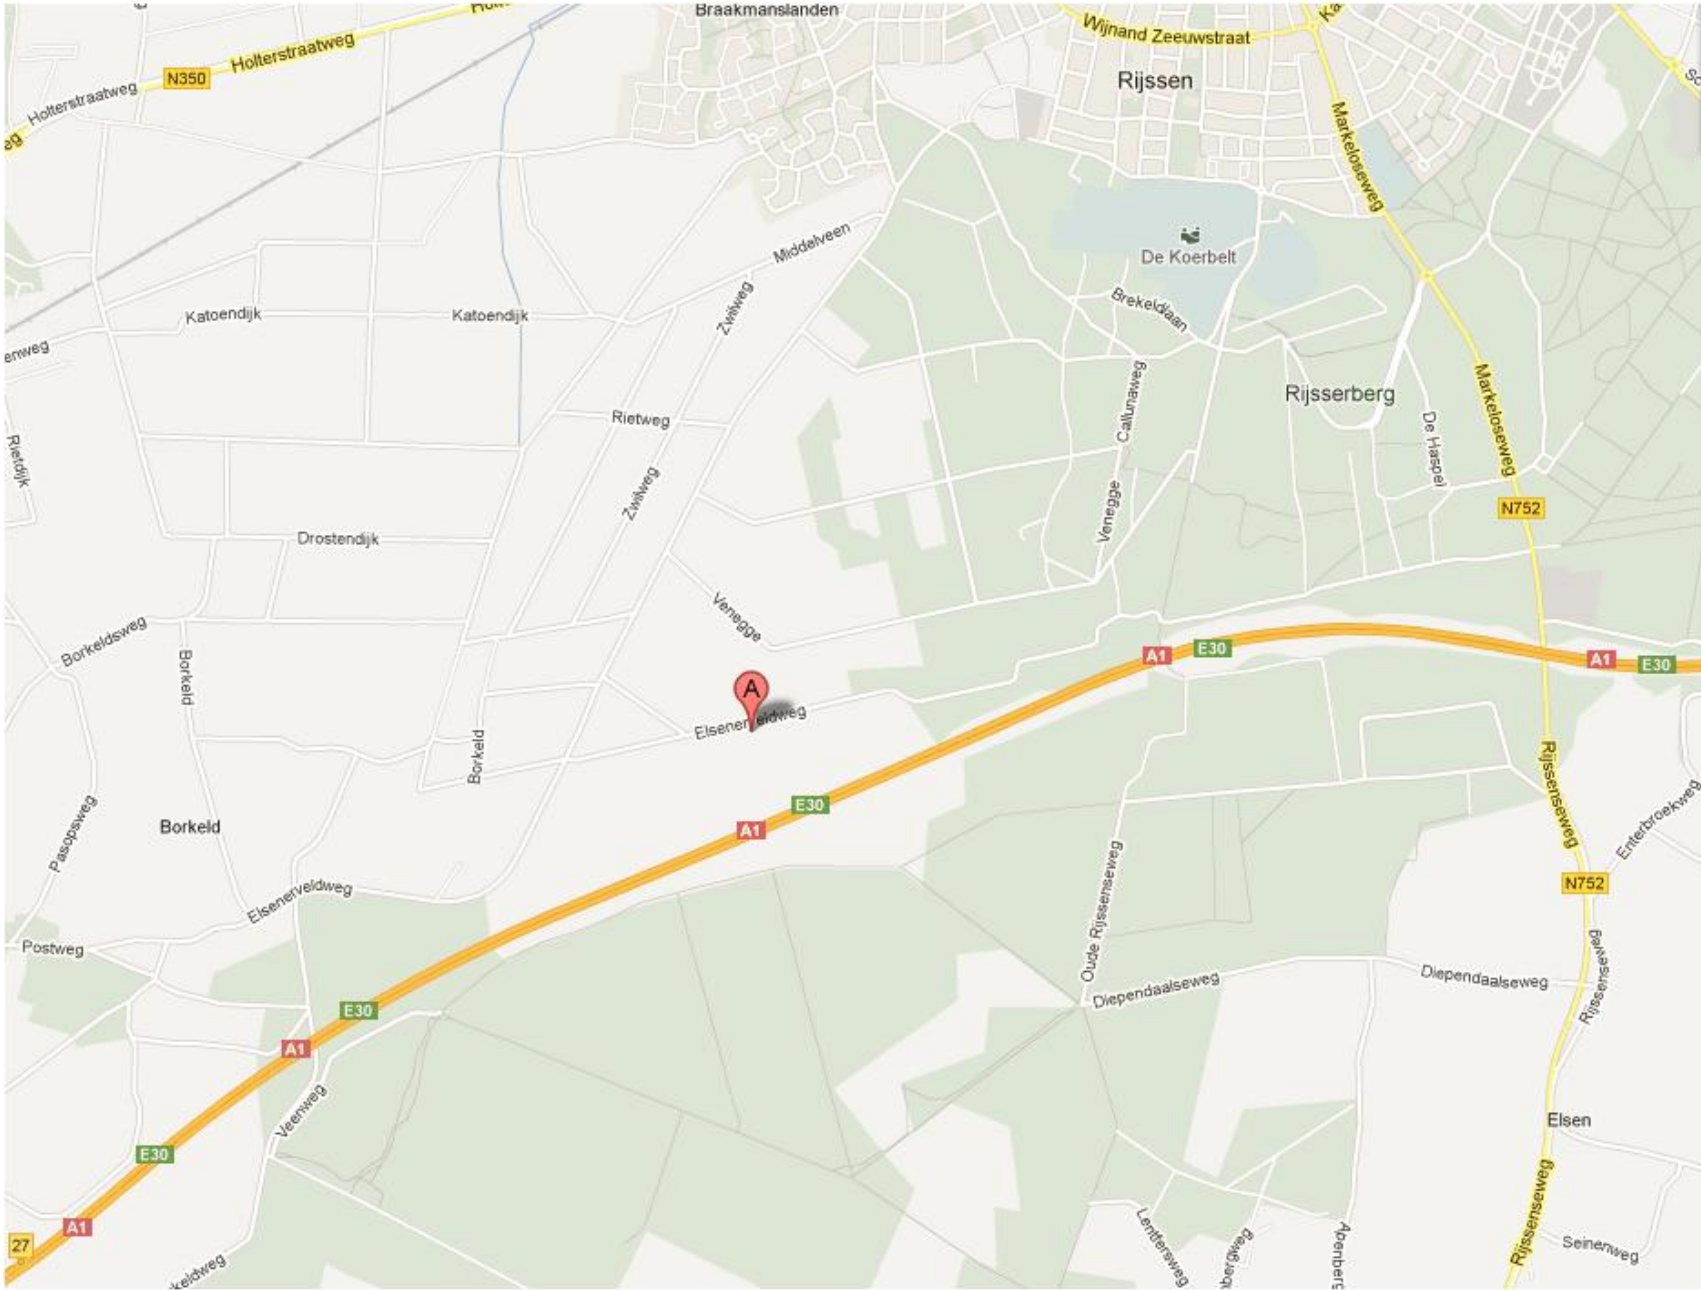 Braakmanslanden
Wijnand Zeeuwstraat
Holterstraatweg
N350
Rijssen
Holterstraatweg
Markeloseweg
Middelveen
De Koerbelt
Zwilweg
Brekeldlaan
Katoendijk
Katoendijk
Callunaweg
Markeloseweg
Rijsserberg
Rietweg
De Haspel
Rietdijk
Zwilweg
Venegge
N752
Drostendijk
Venegge
Borkeldsweg
Borkeld
A1
E30
A1
E30
A
Elsenerveldweg
Borkeld
Rijssenseweg
E30
A1
Pasopsweg
Borkeld
Enterbroekweg
Elsenerveldweg
Oude Rijssenseweg
N752
Postweg
Rijssenseweg
Diependaalseweg
Diependaalseweg
E30
A1
Veenweg
Elsen
E30
Rijssenseweg
A1
27
Lentfersweg
Seinenweg